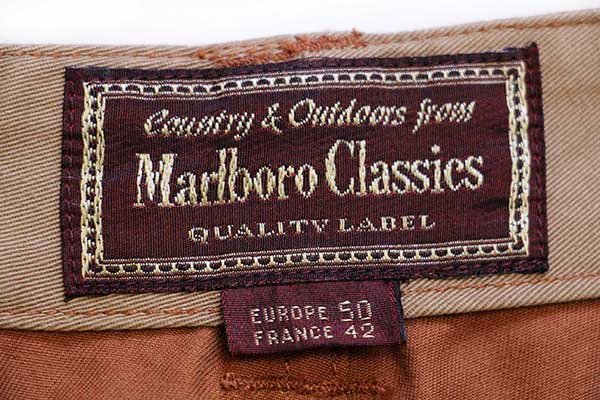 Country & Outdoors from
Marlboro Classics
QUALITY LABEL
EUROPE 50
FRANCE 42